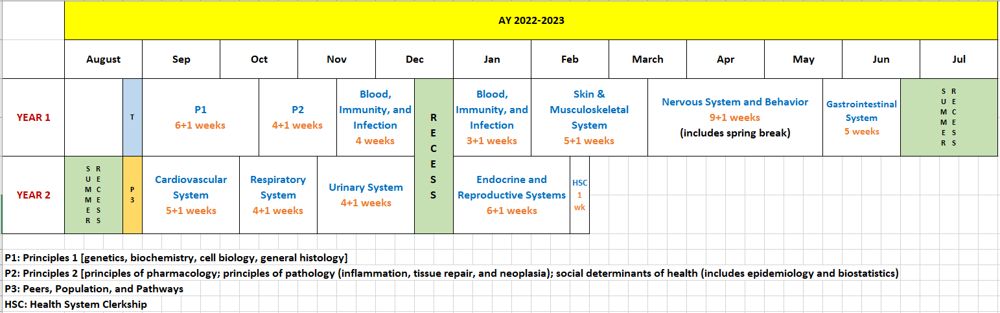 AY 2022-2023
August Sep Oct Nov Dec Jan Feb March Apr May Jun Jul
YEAR 1
T
P1
6+1 weeks
P2
4+1 weeks
Blood,
Immunity, and
Infection
4 weeks
RECESS
Blood,
Immunity, and
Infection
3+1 weeks
Skin &
Musculoskeletal
System
5+1 weeks
Nervous System and Behavior
9+1 weeks
(includes spring break)
Gastrointestinal
System
5 weeks
SUMMER
RECESS
YEAR 2
SUMMER
RECESS
P3
Cardiovascular
System
5+1 weeks
Respiratory
System
4+1 weeks
Urinary System
4+1 weeks
Endocrine and
Reproductive Systems
6+1 weeks
HSC
1
wk
P1: Principles 1 [genetics, biochemistry, cell biology, general histology]
P2: Principles 2 [principles of pharmacology; principles of pathology (inflammation, tissue repair, and neoplasia); social determinants of health (includes epidemiology and biostatistics)
P3: Peers, Population, and Pathways
HSC: Health System Clerkship